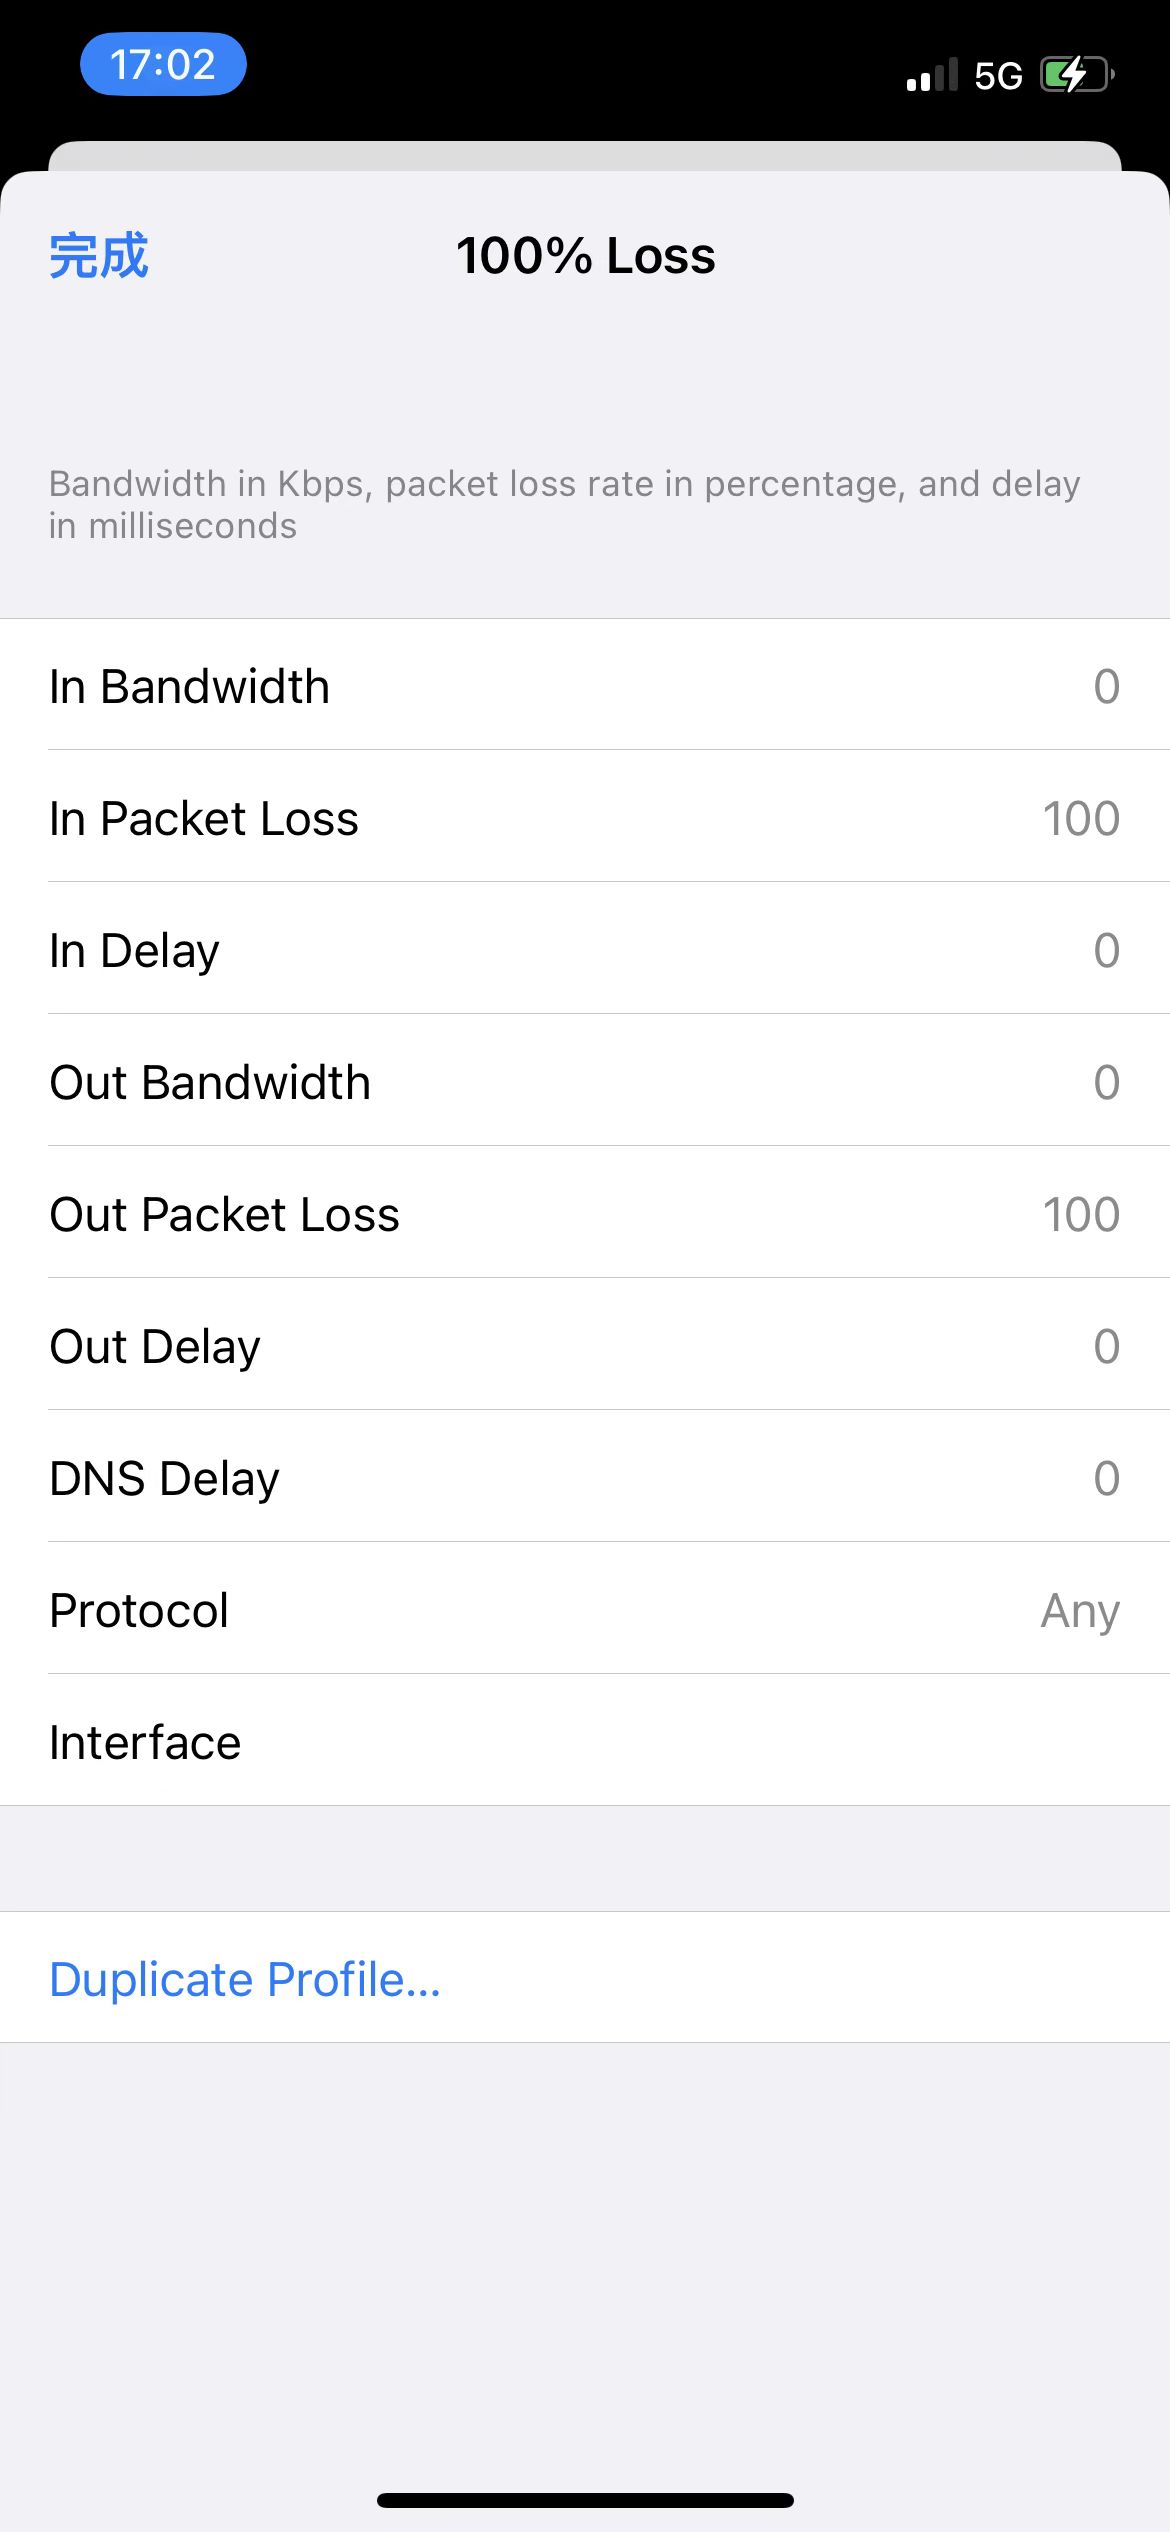 17:02
5G
完成
100% Loss
Bandwidth in Kbps, packet loss rate in percentage, and delay
in milliseconds
In Bandwidth 0
In Packet Loss 100
In Delay 0
Out Bandwidth 0
Out Packet Loss 100
Out Delay 0
DNS Delay 0
Protocol Any
Interface
Duplicate Profile...